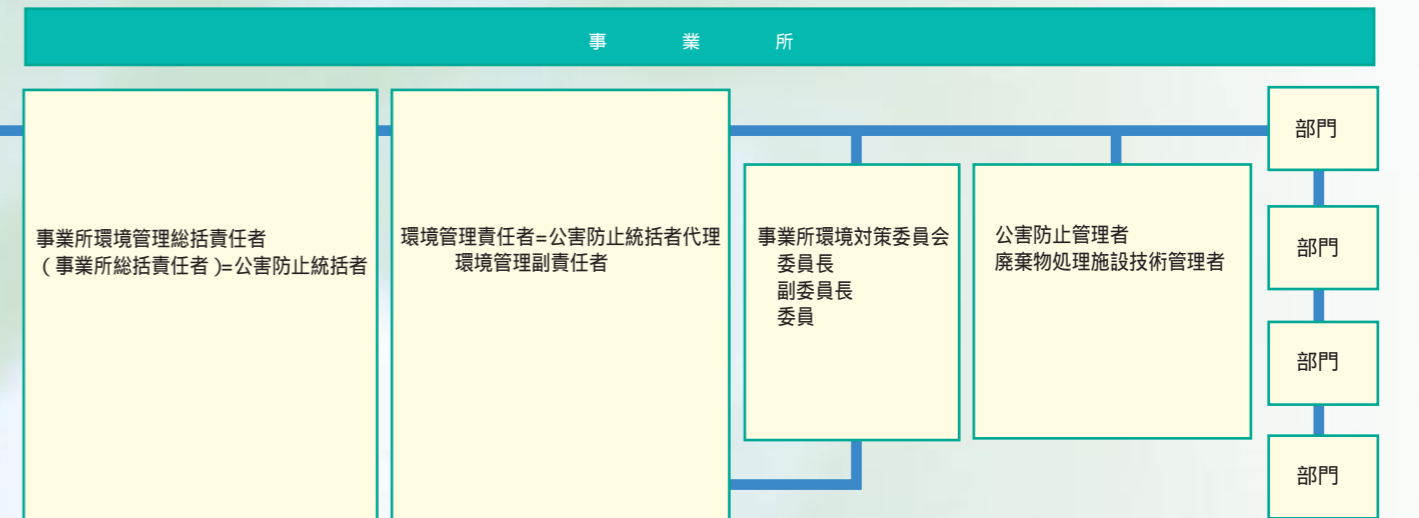 事 業 所
事業所環境管理総括責任者
(事業所総括責任者)=公害防止統括者
環境管理責任者=公害防止統括者代理
環境管理副責任者
事業所環境対策委員会
委員長
副委員長
委員
公害防止管理者
廃棄物処理施設技術管理者
部門
部門
部門
部門